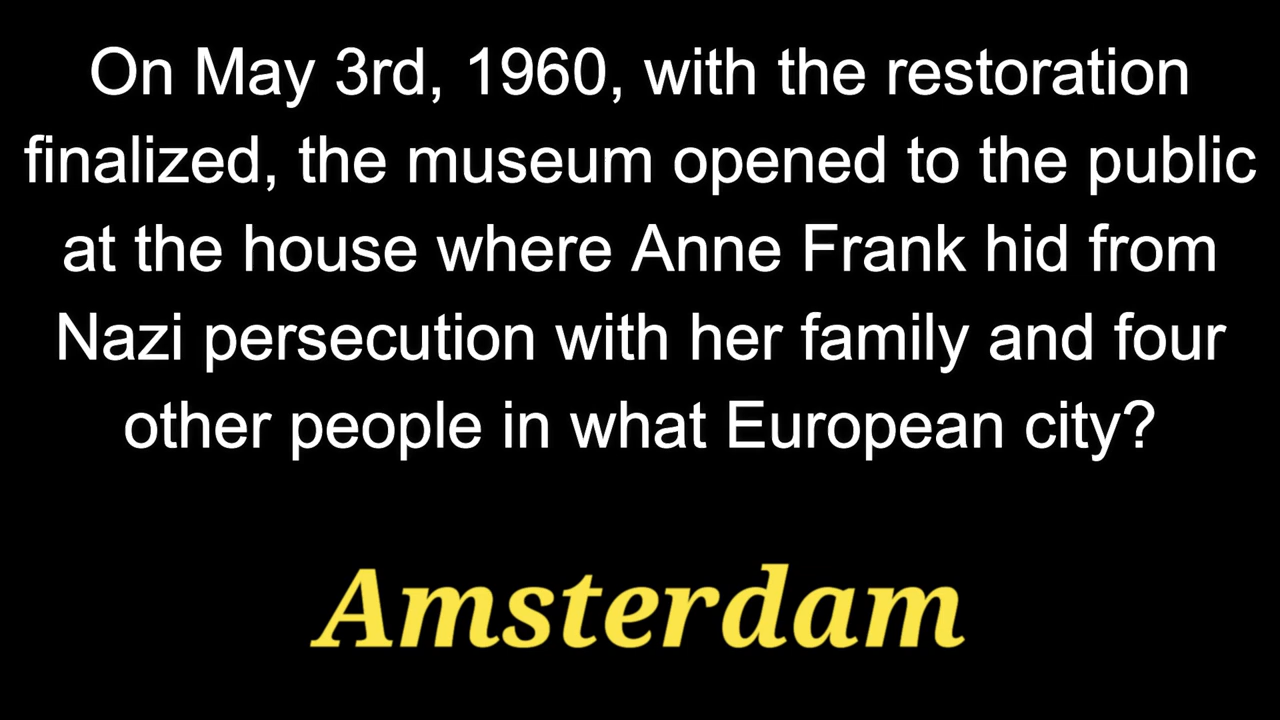 On May 3rd, 1960, with the restoration
finalized, the museum opened to the public
at the house where Anne Frank hid from
Nazi persecution with her family and four
other people in what European city?
Amsterdam